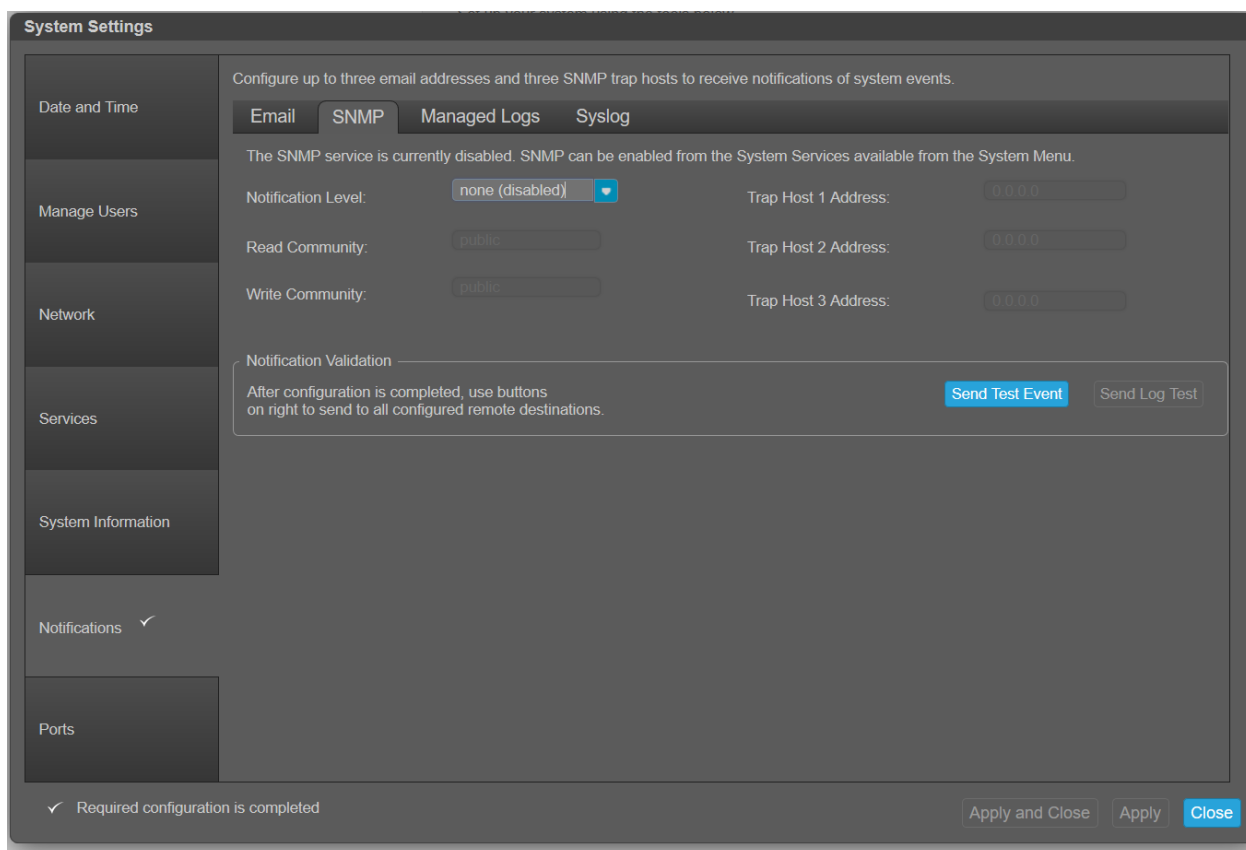 System Settings
Configure up to three email addresses and three SNMP trap hosts to receive notifications of system events.
Date and Time
Email SNMP Managed Logs Syslog
The SNMP service is currently disabled. SNMP can be enabled from the System Services available from the System Menu.
Notification Level: none (disabled) Trap Host 1 Address: 0.0.0.0
Manage Users
Read Community: public Trap Host 2 Address: 0.0.0.0
Write Community: public Trap Host 3 Address: 0.0.0.0
Network
Notification Validation
After configuration is completed, use buttons
on right to send to all configured remote destinations.
Send Test Event Send Log Test
Services
System Information
Notifications
Ports
Required configuration is completed
Apply and Close Apply Close